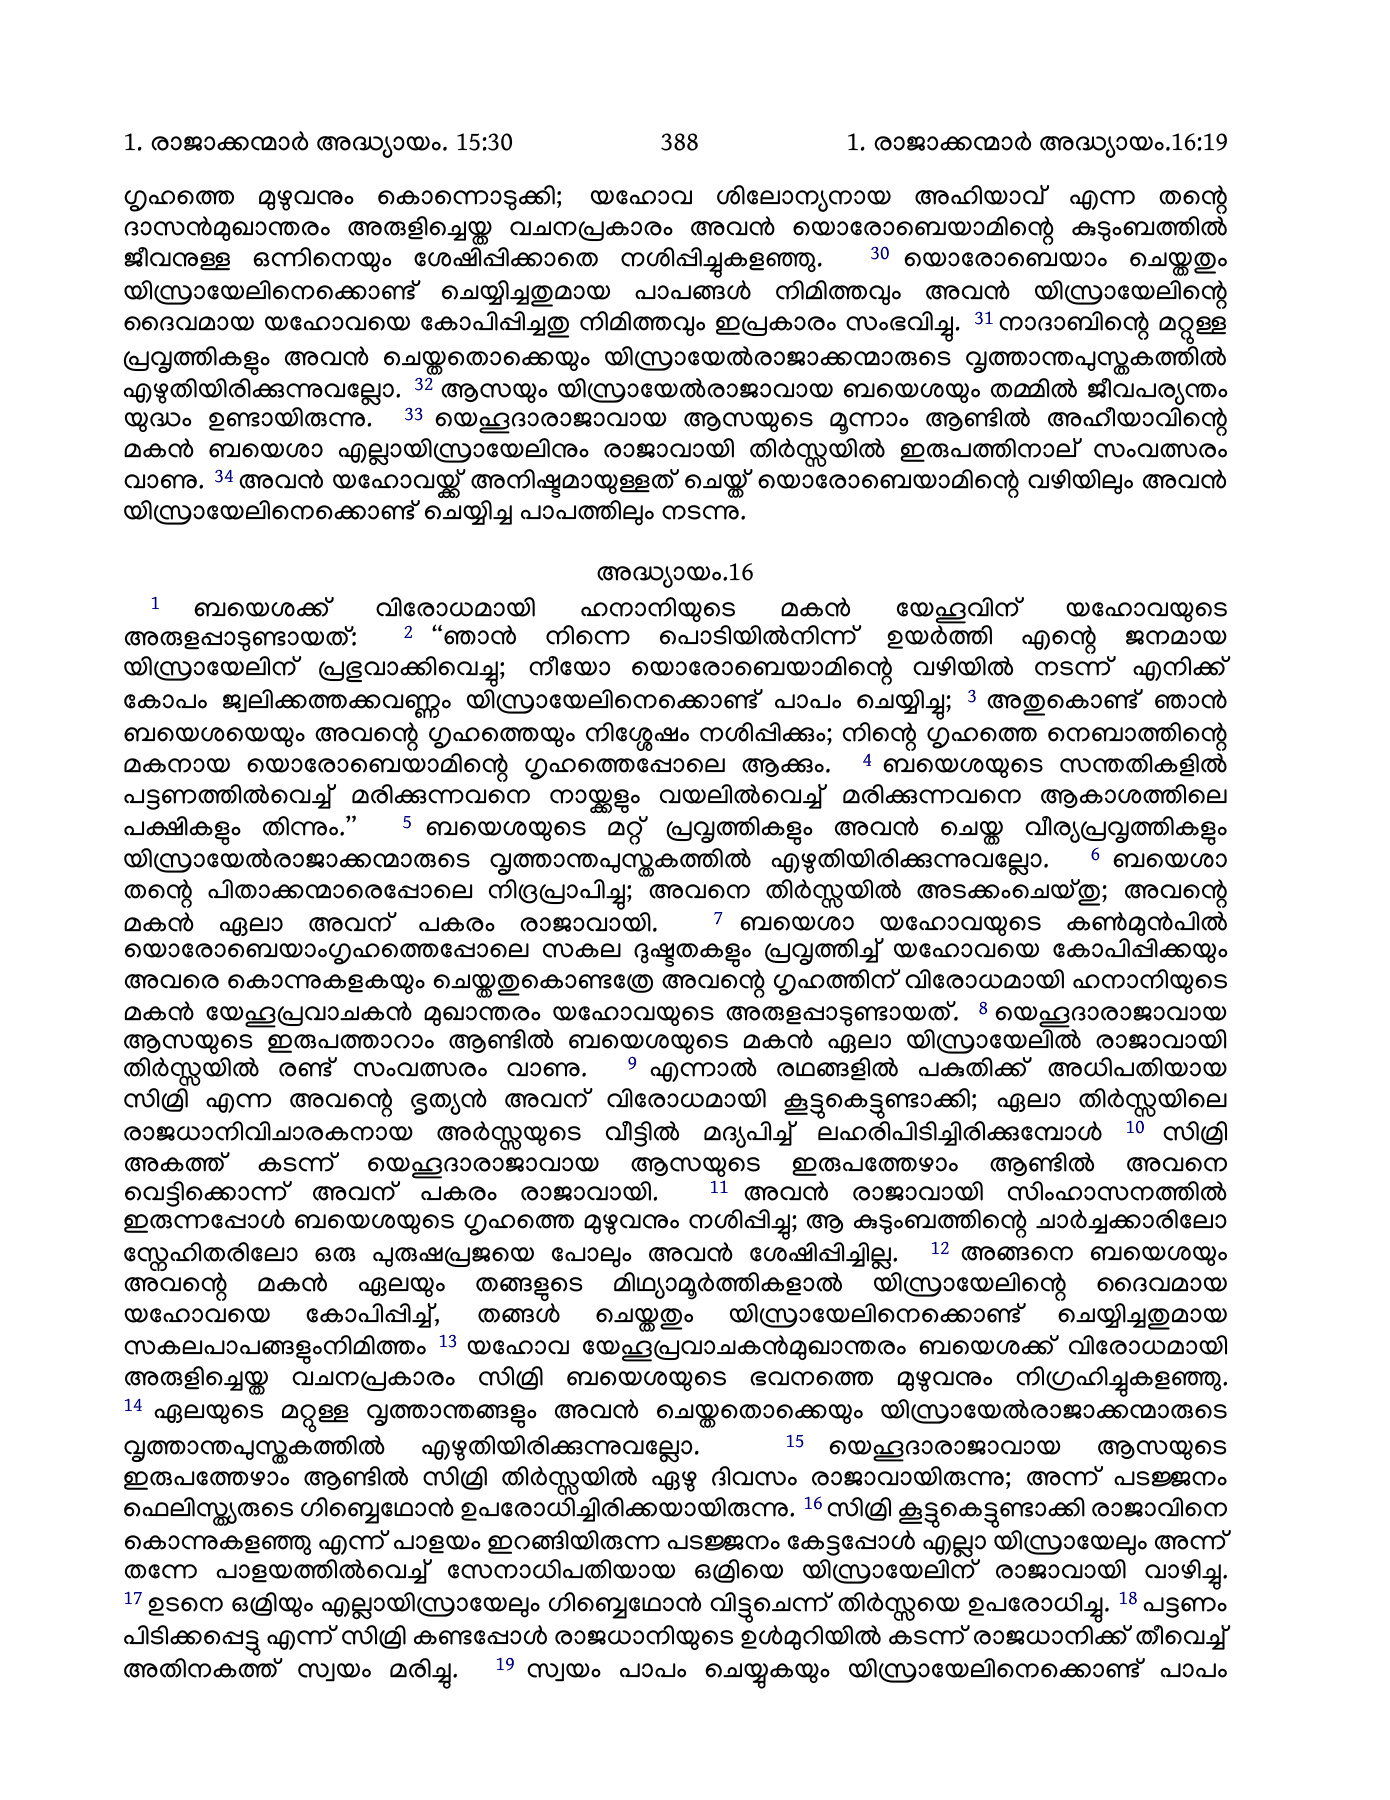 1. രാജാക്കന്മാർ അദ്ധ്യായം. 15:30 388 1. രാജാക്കന്മാർ അദ്ധ്യായം.16:19
ഗൃഹത്തെ മുഴുവനും കൊന്നൊടുക്കി; യഹോവ ശിലോന്യനായ അഹിയാവ് എന്ന തന്റെ
ദാസൻമുഖാന്തരം അരുളിച്ചെയ്ത വചനപ്രകാരം അവൻ യൊരോബെയാമിന്റെ കുടുംബത്തിൽ
ജീവനുള്ള ഒന്നിനെയും ശേഷിപ്പിക്കാതെ നശിപ്പിച്ചുകളഞ്ഞു. 30 യൊരോബെയാം ചെയ്തതും
യിസ്രായേലിനെക്കൊണ്ട് ചെയ്യിച്ചതുമായ പാപങ്ങൾ നിമിത്തവും അവൻ യിസ്രായേലിന്റെ
ദൈവമായ യഹോവയെ കോപിപ്പിച്ചതു നിമിത്തവും ഇപ്രകാരം സംഭവിച്ചു. 31 നാദാബിന്റെ മറ്റുള്ള
പ്രവൃത്തികളും അവൻ ചെയ്തതൊക്കെയും യിസ്രായേൽരാജാക്കന്മാരുടെ വൃത്താന്തപുസ്തകത്തിൽ
എഴുതിയിരിക്കുന്നുവല്ലോ. 32 ആസയും യിസ്രായേൽരാജാവായ ബയെശയും തമ്മിൽ ജീവപര്യന്തം
യുദ്ധം ഉണ്ടായിരുന്നു. 33 യെഹൂദാരാജാവായ ആസയുടെ മൂന്നാം ആണ്ടിൽ അഹീയാവിന്റെ
മകൻ ബയെശാ എല്ലായിസ്രായേലിനും രാജാവായി തിർസ്സയിൽ ഇരുപത്തിനാല് സംവത്സരം
വാണു. 34 അവൻ യഹോവയ്ക്ക് അനിഷ്ടമായുള്ളത് ചെയ്ത് യൊരോബെയാമിന്റെ വഴിയിലും അവൻ
യിസ്രായേലിനെക്കൊണ്ട് ചെയ്യിച്ച പാപത്തിലും നടന്നു.
അദ്ധ്യായം.16
1 ബയെശക്ക് വിരോധമായി ഹനാനിയുടെ മകൻ യേഹൂവിന് യഹോവയുടെ
അരുളപ്പാടുണ്ടായത്: 2 “ഞാൻ നിന്നെ പൊടിയിൽനിന്ന് ഉയർത്തി എന്റെ ജനമായ
യിസ്രായേലിന് പ്രഭുവാക്കിവെച്ചു; നീയോ യൊരോബെയാമിന്റെ വഴിയിൽ നടന്ന് എനിക്ക്
കോപം ജ്വലിക്കത്തക്കവണ്ണം യിസ്രായേലിനെക്കൊണ്ട് പാപം ചെയ്യിച്ചു; 3 അതുകൊണ്ട് ഞാൻ
ബയെശയെയും അവന്റെ ഗൃഹത്തെയും നിശ്ശേഷം നശിപ്പിക്കും; നിന്റെ ഗൃഹത്തെ നെബാത്തിന്റെ
മകനായ യൊരോബെയാമിന്റെ ഗൃഹത്തെപ്പോലെ ആക്കും. 4 ബയെശയുടെ സന്തതികളിൽ
പട്ടണത്തിൽവെച്ച് മരിക്കുന്നവനെ നായ്ക്കളും വയലിൽവെച്ച് മരിക്കുന്നവനെ ആകാശത്തിലെ
പക്ഷികളും തിന്നും.” 5 ബയെശയുടെ മറ്റ് പ്രവൃത്തികളും അവൻ ചെയ്ത വീര്യപ്രവൃത്തികളും
യിസ്രായേൽരാജാക്കന്മാരുടെ വൃത്താന്തപുസ്തകത്തിൽ എഴുതിയിരിക്കുന്നുവല്ലോ. 6 ബയെശാ
തന്റെ പിതാക്കന്മാരെപ്പോലെ നിദ്രപ്രാപിച്ചു; അവനെ തിർസ്സയിൽ അടക്കംചെയ്തു; അവന്റെ
മകൻ ഏലാ അവന് പകരം രാജാവായി. 7 ബയെശാ യഹോവയുടെ കൺമുൻപിൽ
യൊരോബെയാംഗൃഹത്തെപ്പോലെ സകല ദുഷ്ടതകളും പ്രവൃത്തിച്ച് യഹോവയെ കോപിപ്പിക്കയും
അവരെ കൊന്നുകളകയും ചെയ്തതുകൊണ്ടത്രേ അവന്റെ ഗൃഹത്തിന് വിരോധമായി ഹനാനിയുടെ
മകൻ യേഹൂപ്രവാചകൻ മുഖാന്തരം യഹോവയുടെ അരുളപ്പാടുണ്ടായത്. 8 യെഹൂദാരാജാവായ
ആസയുടെ ഇരുപത്താറാം ആണ്ടിൽ ബയെശയുടെ മകൻ ഏലാ യിസ്രായേലിൽ രാജാവായി
തിർസ്സയിൽ രണ്ട് സംവത്സരം വാണു. 9 എന്നാൽ രഥങ്ങളിൽ പകുതിക്ക് അധിപതിയായ
സിമ്രി എന്ന അവന്റെ ഭൃത്യൻ അവന് വിരോധമായി കൂട്ടുകെട്ടുണ്ടാക്കി; ഏലാ തിർസ്സയിലെ
രാജധാനിവിചാരകനായ അർസ്സയുടെ വീട്ടിൽ മദ്യപിച്ച് ലഹരിപിടിച്ചിരിക്കുമ്പോൾ 10 സിമ്രി
അകത്ത് കടന്ന് യെഹൂദാരാജാവായ ആസയുടെ ഇരുപത്തേഴാം ആണ്ടിൽ അവനെ
വെട്ടിക്കൊന്ന് അവന് പകരം രാജാവായി. 11 അവൻ രാജാവായി സിംഹാസനത്തിൽ
ഇരുന്നപ്പോൾ ബയെശയുടെ ഗൃഹത്തെ മുഴുവനും നശിപ്പിച്ചു; ആ കുടുംബത്തിന്റെ ചാർച്ചക്കാരിലോ
സ്നേഹിതരിലോ ഒരു പുരുഷപ്രജയെ പോലും അവൻ ശേഷിപ്പിച്ചില്ല. 12 അങ്ങനെ ബയെശയും
അവന്റെ മകൻ ഏലയും തങ്ങളുടെ മിഥ്യാമൂർത്തികളാൽ യിസ്രായേലിന്റെ ദൈവമായ
യഹോവയെ കോപിപ്പിച്ച്, തങ്ങൾ ചെയ്തതും യിസ്രായേലിനെക്കൊണ്ട് ചെയ്യിച്ചതുമായ
സകലപാപങ്ങളുംനിമിത്തം 13 യഹോവ യേഹൂപ്രവാചകൻമുഖാന്തരം ബയെശക്ക് വിരോധമായി
അരുളിച്ചെയ്ത വചനപ്രകാരം സിമ്രി ബയെശയുടെ ഭവനത്തെ മുഴുവനും നിഗ്രഹിച്ചുകളഞ്ഞു.
14 ഏലയുടെ മറ്റുള്ള വൃത്താന്തങ്ങളും അവൻ ചെയ്തതൊക്കെയും യിസ്രായേൽരാജാക്കന്മാരുടെ
വൃത്താന്തപുസ്തകത്തിൽ എഴുതിയിരിക്കുന്നുവല്ലോ. 15 യെഹൂദാരാജാവായ ആസയുടെ
ഇരുപത്തേഴാം ആണ്ടിൽ സിമ്രി തിർസ്സയിൽ ഏഴു ദിവസം രാജാവായിരുന്നു; അന്ന് പടജ്ജനം
ഫെലിസ്ത്യരുടെ ഗിബ്ബെഥോൻ ഉപരോധിച്ചിരിക്കയായിരുന്നു. 16 സിമ്രി കൂട്ടുകെട്ടുണ്ടാക്കി രാജാവിനെ
കൊന്നുകളഞ്ഞു എന്ന് പാളയം ഇറങ്ങിയിരുന്ന പടജ്ജനം കേട്ടപ്പോൾ എല്ലാ യിസ്രായേലും അന്ന്
തന്നേ പാളയത്തിൽവെച്ച് സേനാധിപതിയായ ഒമ്രിയെ യിസ്രായേലിന് രാജാവായി വാഴിച്ചു.
17 ഉടനെ ഒമ്രിയും എല്ലായിസ്രായേലും ഗിബ്ബെഥോൻ വിട്ടുചെന്ന് തിർസ്സയെ ഉപരോധിച്ചു. 18 പട്ടണം
പിടിക്കപ്പെട്ടു എന്ന് സിമ്രി കണ്ടപ്പോൾ രാജധാനിയുടെ ഉൾമുറിയിൽ കടന്ന് രാജധാനിക്ക് തീവെച്ച്
അതിനകത്ത് സ്വയം മരിച്ചു. 19 സ്വയം പാപം ചെയ്യുകയും യിസ്രായേലിനെക്കൊണ്ട് പാപം